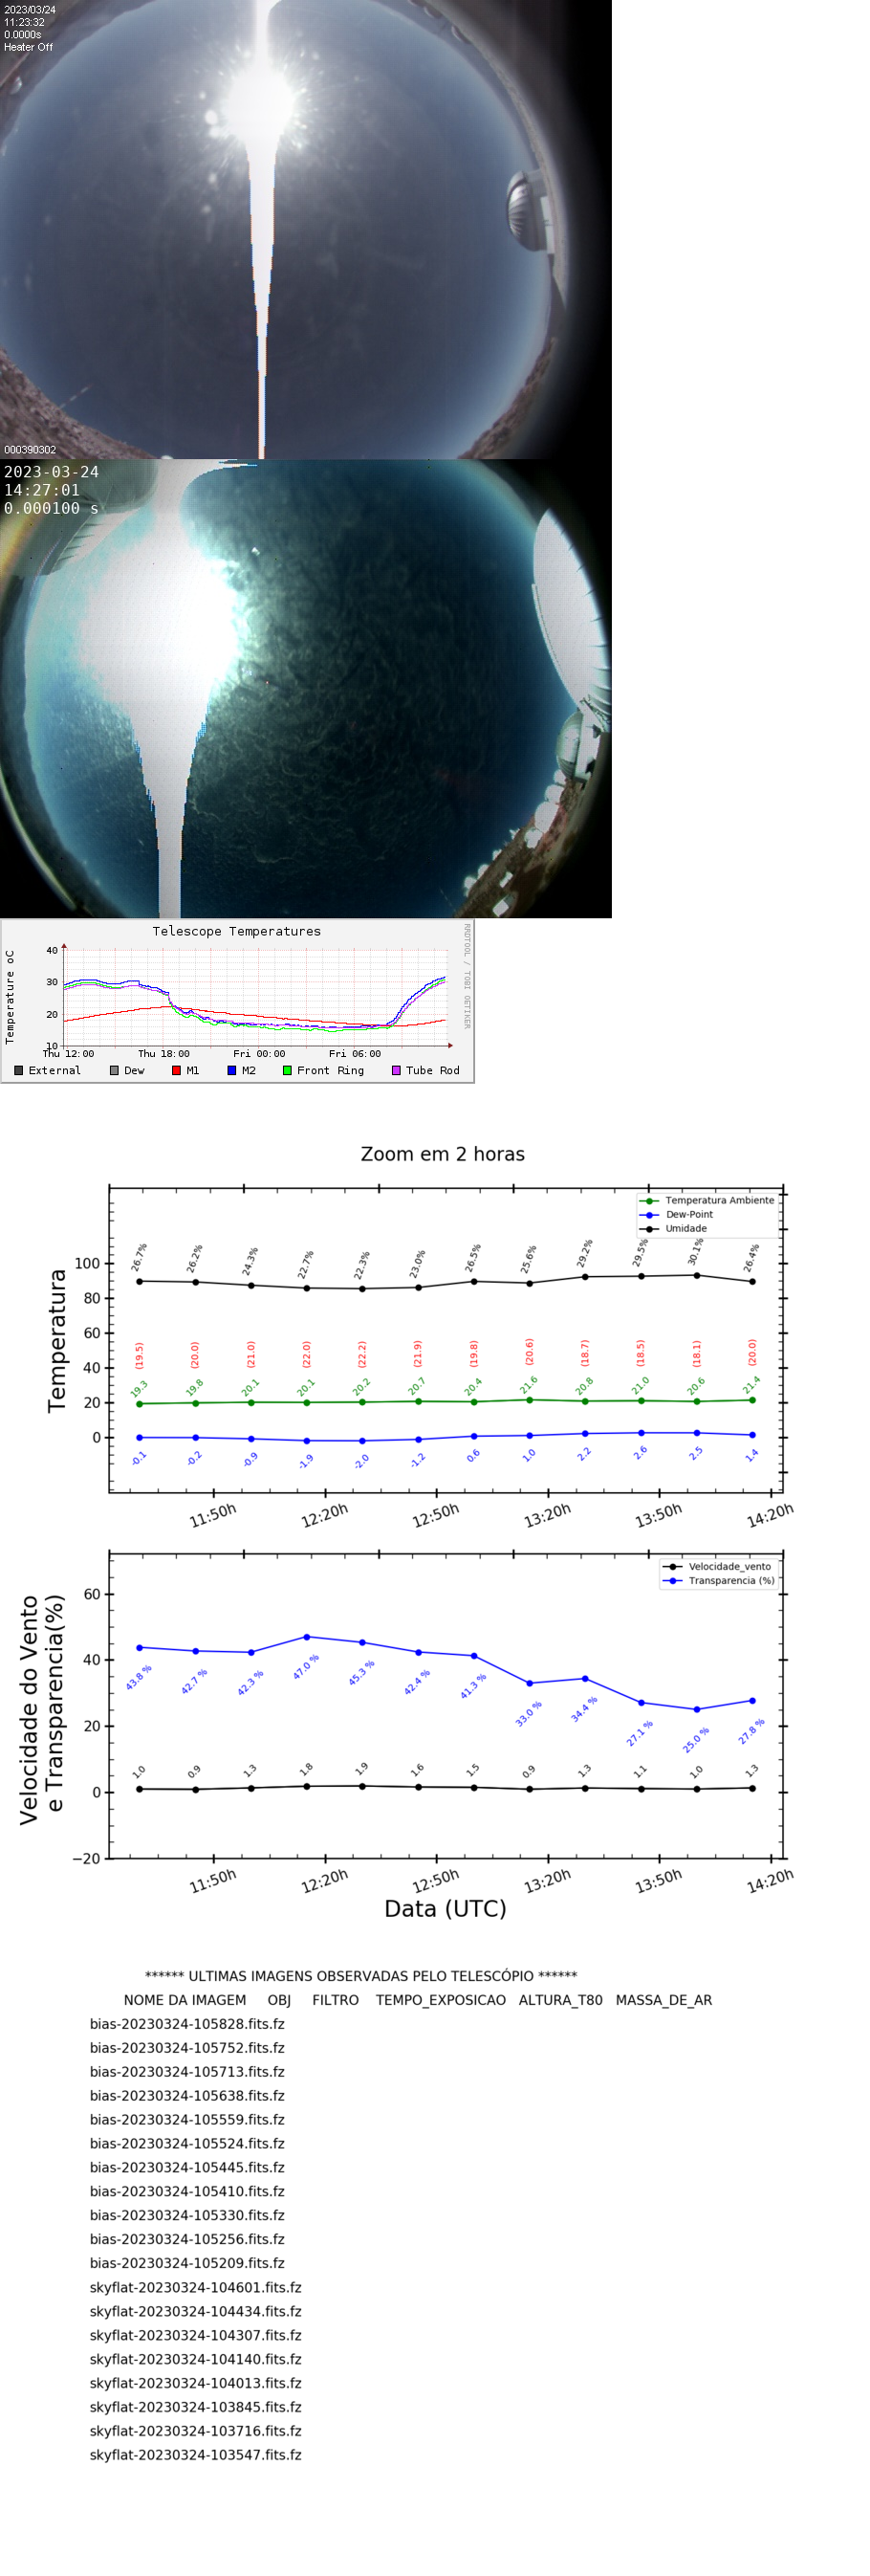 2023/03/24
11:23:32
0.0000s
Heater Off
000390302
2023-03-24
14:27:01
0.000100 s
Telescope Temperatures
RRDTOOL / TOBI OETIKER
Temperature oC
40
30
20
10
Thu 12:00 Thu 18:00 Fri 00:00 Fri 06:00
External Dew M1 M2 Front Ring Tube Rod
Zoom em 2 horas
Temperatura Ambiente
Dew-Point
Umidade
Temperatura
100
80
60
40
20
0
26.7% 26.2% 24.3% 22.7% 22.3% 23.0% 26.5% 25.6% 29.2% 29.5% 30.1% 26.4%
(19.5) (20.0) (21.0) (22.0) (22.2) (21.9) (19.8) (20.6) (18.7) (18.5) (18.1) (20.0)
19.3 19.8 20.1 20.1 20.2 20.7 20.4 21.6 20.8 21.0 20.6 21.4
-0.1 -0.2 -0.9 -1.9 -2.0 -1.2 0.6 1.0 2.2 2.6 2.5 1.4
11:50h 12:20h 12:50h 13:20h 13:50h 14:20h
Velocidade_vento
Transparencia (%)
Velocidade do Vento
e Transparencia(%)
60
40
20
0
−20
43.8 % 42.7 % 42.3 % 47.0 % 45.3 % 42.4 % 41.3 % 33.0 % 34.4 % 27.1 % 25.0 % 27.8 %
1.0 0.9 1.3 1.8 1.9 1.6 1.5 0.9 1.3 1.1 1.0 1.3
11:50h 12:20h 12:50h 13:20h 13:50h 14:20h
Data (UTC)
****** ULTIMAS IMAGENS OBSERVADAS PELO TELESCÓPIO ******
NOME DA IMAGEM OBJ FILTRO TEMPO_EXPOSICAO ALTURA_T80 MASSA_DE_AR
bias-20230324-105828.fits.fz
bias-20230324-105752.fits.fz
bias-20230324-105713.fits.fz
bias-20230324-105638.fits.fz
bias-20230324-105559.fits.fz
bias-20230324-105524.fits.fz
bias-20230324-105445.fits.fz
bias-20230324-105410.fits.fz
bias-20230324-105330.fits.fz
bias-20230324-105256.fits.fz
bias-20230324-105209.fits.fz
skyflat-20230324-104601.fits.fz
skyflat-20230324-104434.fits.fz
skyflat-20230324-104307.fits.fz
skyflat-20230324-104140.fits.fz
skyflat-20230324-104013.fits.fz
skyflat-20230324-103845.fits.fz
skyflat-20230324-103716.fits.fz
skyflat-20230324-103547.fits.fz